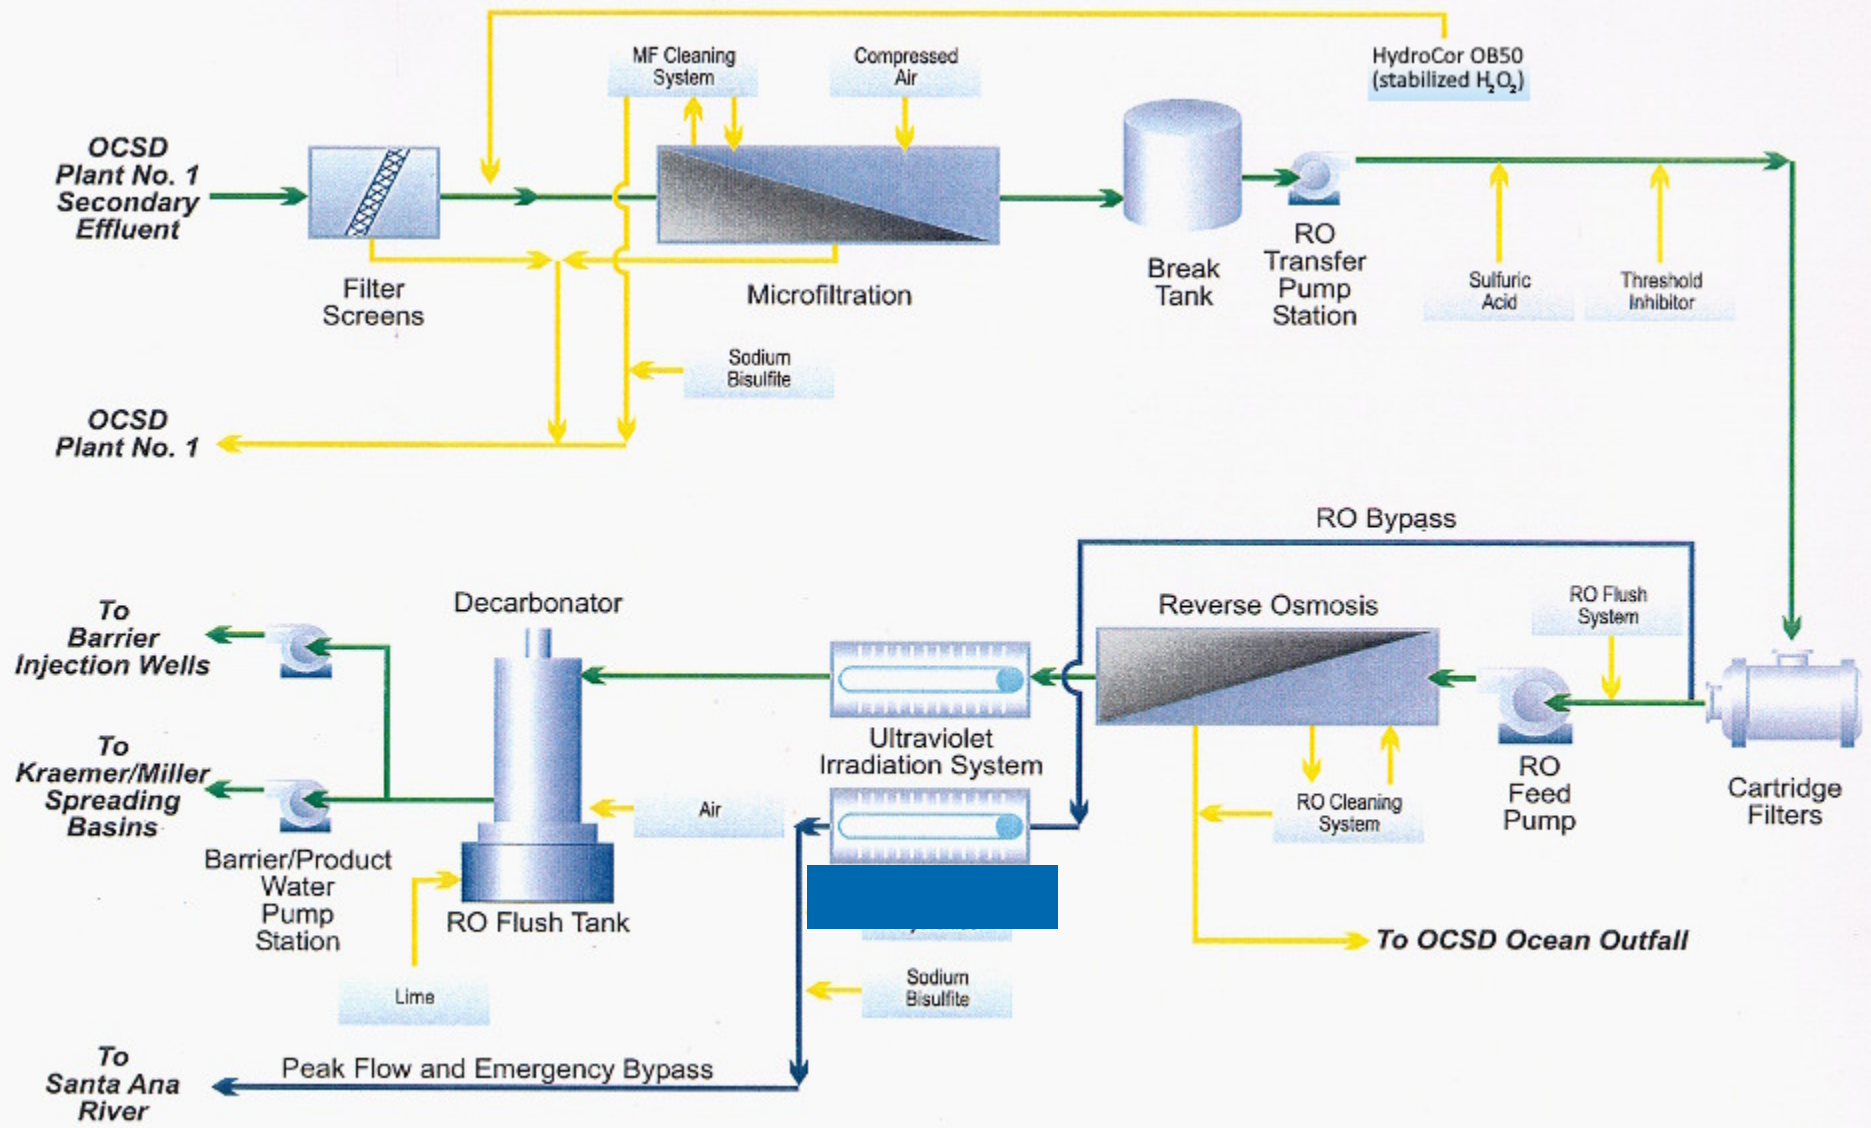 HydroCor OB50
(stabilized H₂O₂)
MF Cleaning
System
Compressed
Air
OCSD
Plant No. 1
Secondary
Effluent
Filter
Screens
Microfiltration
Break
Tank
RO
Transfer
Pump
Station
Sulfuric
Acid
Threshold
Inhibitor
Sodium
Bisulfite
OCSD
Plant No. 1
RO Bypass
To
Barrier
Injection Wells
Decarbonator
Reverse Osmosis
RO Flush
System
Ultraviolet
Irradiation System
To
Kraemer/Miller
Spreading
Basins
Air
RO Cleaning
System
RO
Feed
Pump
Cartridge
Filters
Barrier/Product
Water
Pump
Station
RO Flush Tank
To OCSD Ocean Outfall
Lime
Sodium
Bisulfite
Peak Flow and Emergency Bypass
To
Santa Ana
River